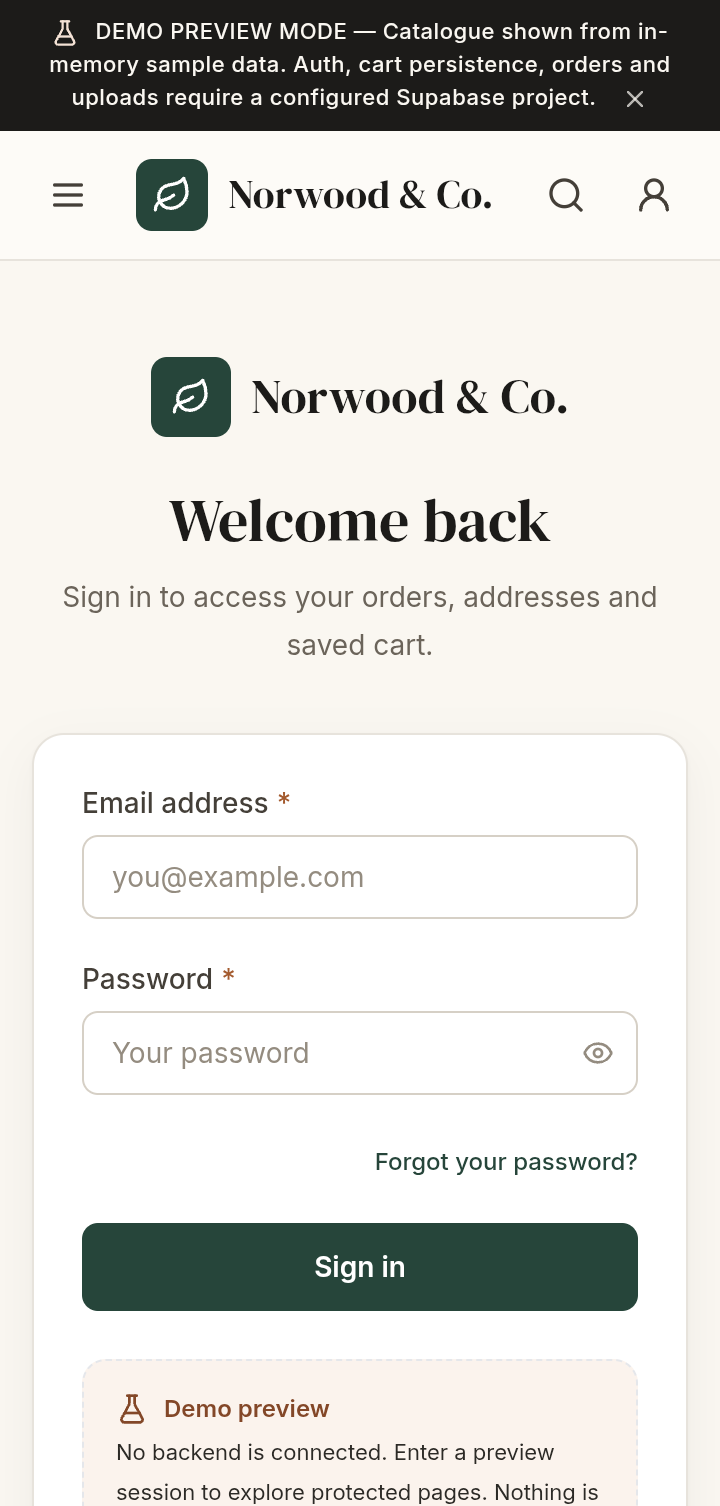 DEMO PREVIEW MODE — Catalogue shown from in-
memory sample data. Auth, cart persistence, orders and
uploads require a configured Supabase project.
Norwood & Co.
Norwood & Co.
Welcome back
Sign in to access your orders, addresses and
saved cart.
Email address *
you@example.com
Password *
Your password
Forgot your password?
Sign in
Demo preview
No backend is connected. Enter a preview
session to explore protected pages. Nothing is